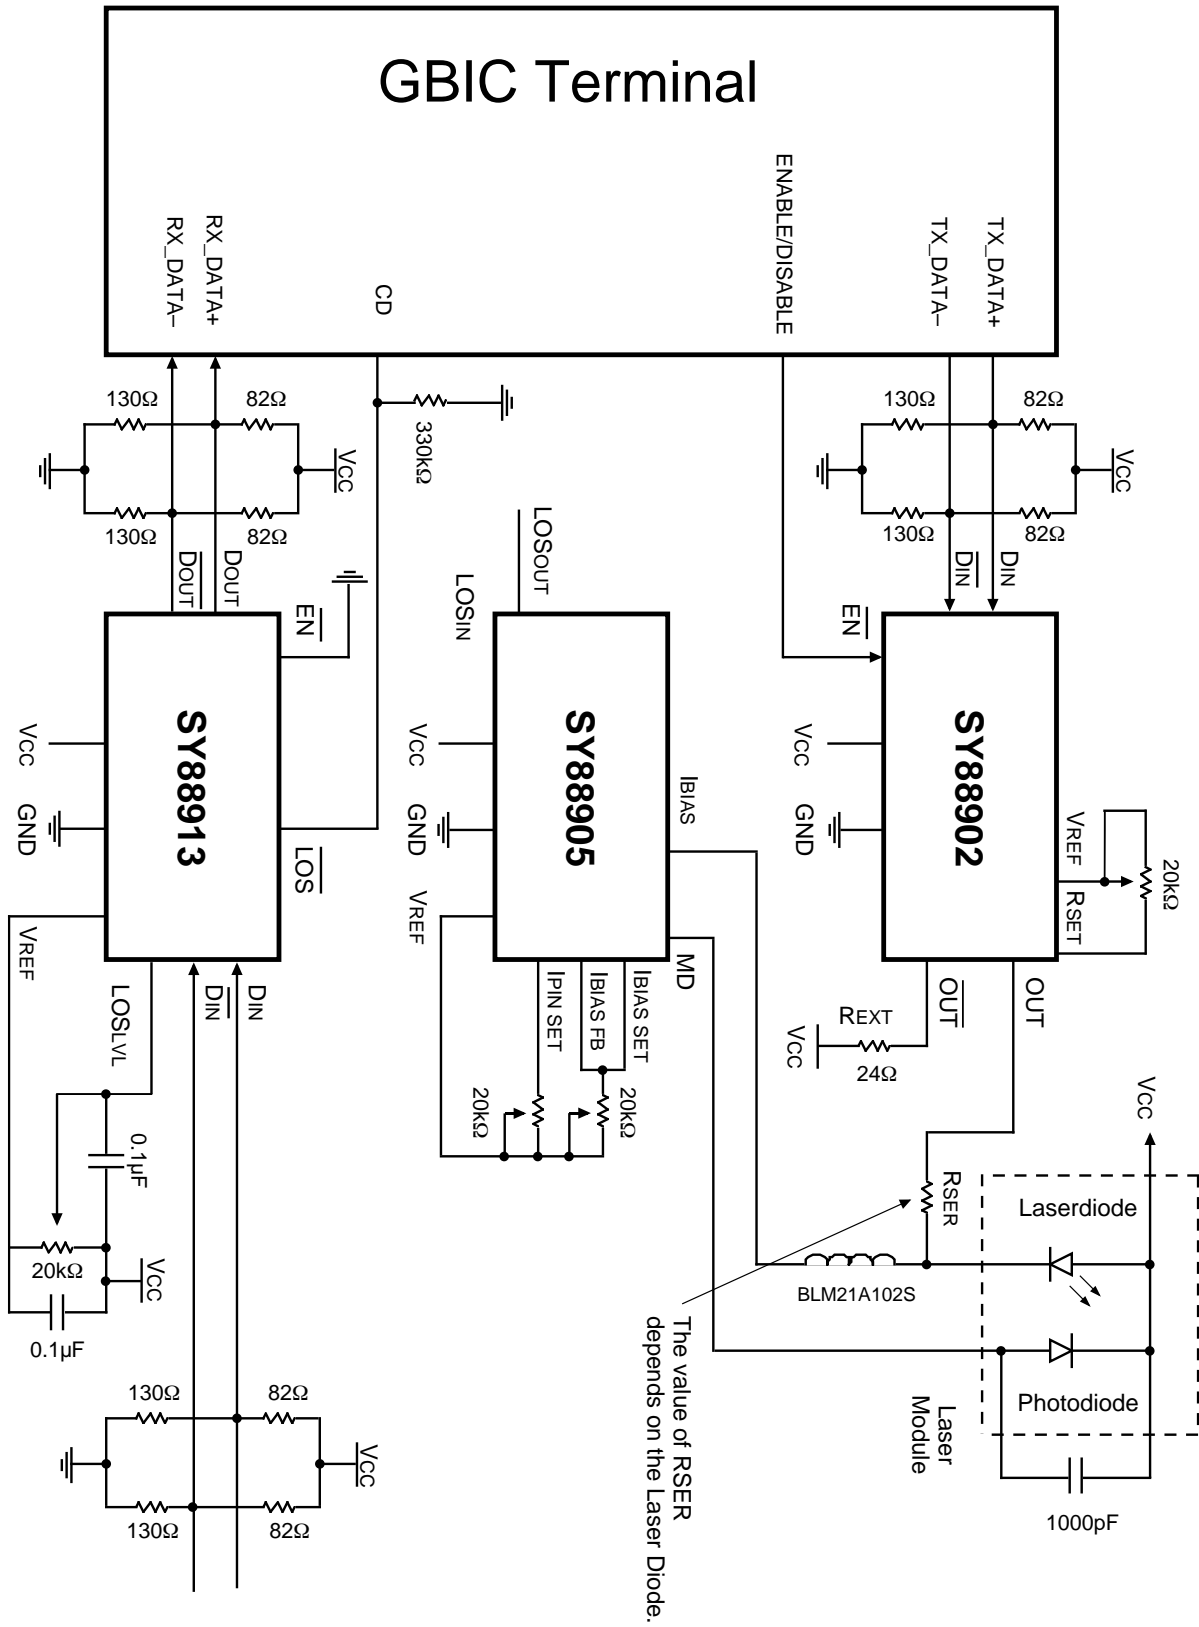 GBIC Terminal
ENABLE/DISABLE
TX_DATA–
TX_DATA+
RX_DATA–
RX_DATA+
CD
130Ω
82Ω
330kΩ
130Ω
82Ω
VCC
VCC
130Ω
82Ω
130Ω
82Ω
DOUT
DOUT
EN
LOSOUT
LOSIN
EN
DIN
DIN
SY88913
SY88905
SY88902
VCC
GND
VREF
LOS
VCC
GND
VREF
IBIAS
MD
VCC
GND
VREF
RSET
20kΩ
LOSLVL
DIN
DIN
IPIN SET
IBIAS FB
IBIAS SET
20kΩ
20kΩ
OUT
OUT
REXT
24Ω
VCC
VCC
0.1µF
20kΩ
VCC
0.1µF
RSER
Laserdiode
BLM21A102S
The value of RSER
depends on the Laser Diode.
Photodiode
Laser
Module
1000pF
130Ω
82Ω
VCC
130Ω
82Ω